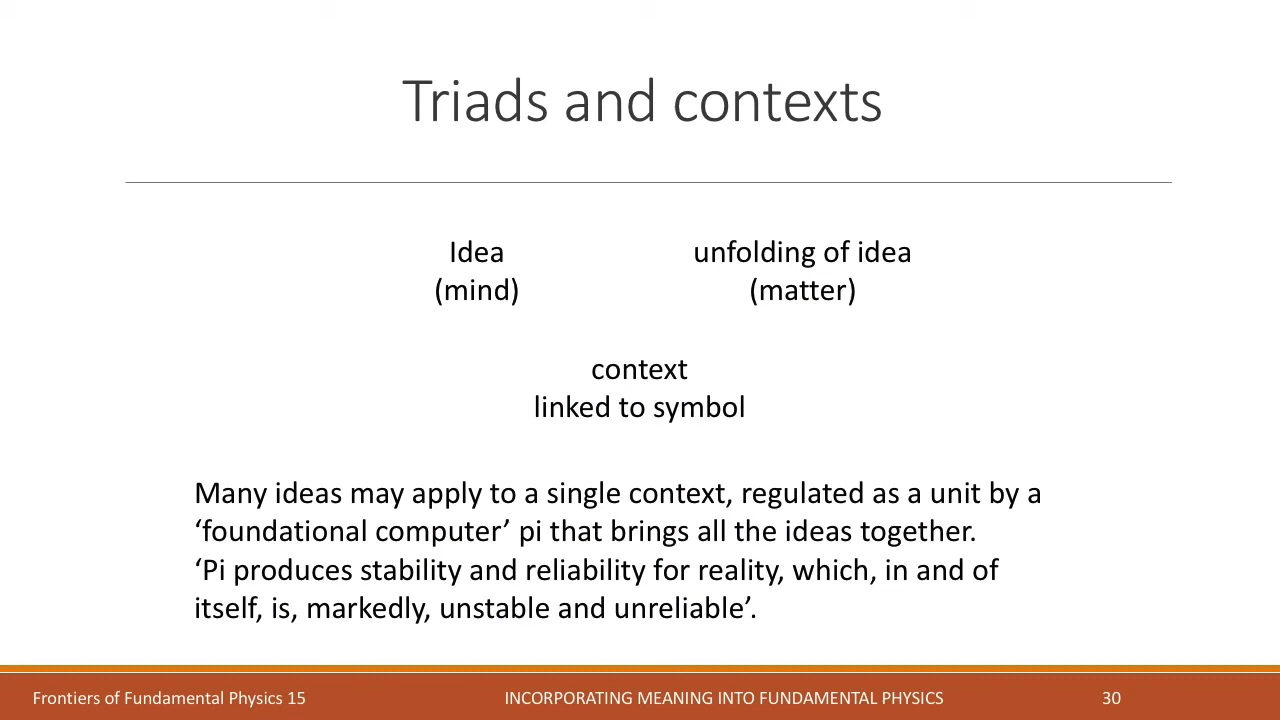 Triads and contexts
Idea
unfolding of idea
(mind)
(matter)
context
linked to symbol
Many ideas may apply to a single context, regulated as a unit by a
‘foundational computer’ pi that brings all the ideas together.
‘Pi produces stability and reliability for reality, which, in and of
itself, is, markedly, unstable and unreliable’.
Frontiers of Fundamental Physics 15
INCORPORATING MEANING INTO FUNDAMENTAL PHYSICS
30